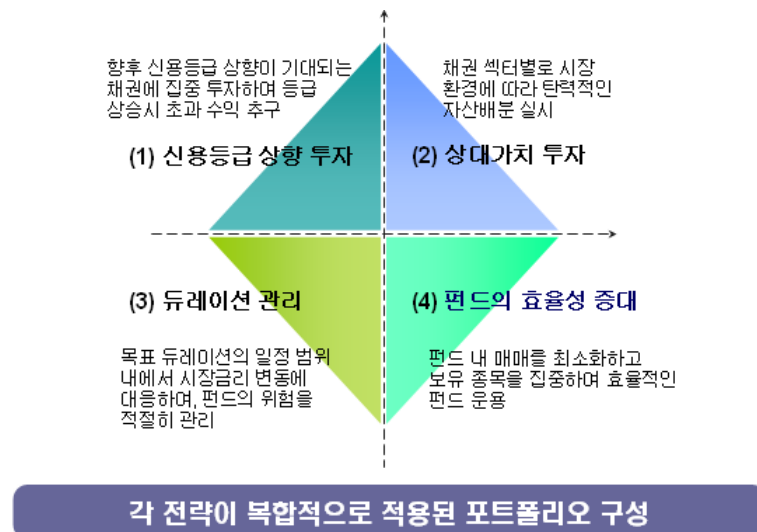 향후 신용등급 상향이 기대되는
채권에 집중 투자하며 등급
상승시 초과 수익 추구
(1) 신용등급 상향 투자
채권 섹터별로 시장
환경에 따라 탄력적인
자산배분 실시
(2) 상대가치 투자
(3) 듀레이션 관리
목표 듀레이션의 일정 범위
내에서 시장금리 변동에
대응하며, 펀드의 위험을
적절히 관리
(4) 펀드의 효율성 증대
펀드 내 매매를 최소화하고
보유 종목을 집중하며 효율적인
펀드 운용
각 전략이 복합적으로 적용된 포트폴리오 구성